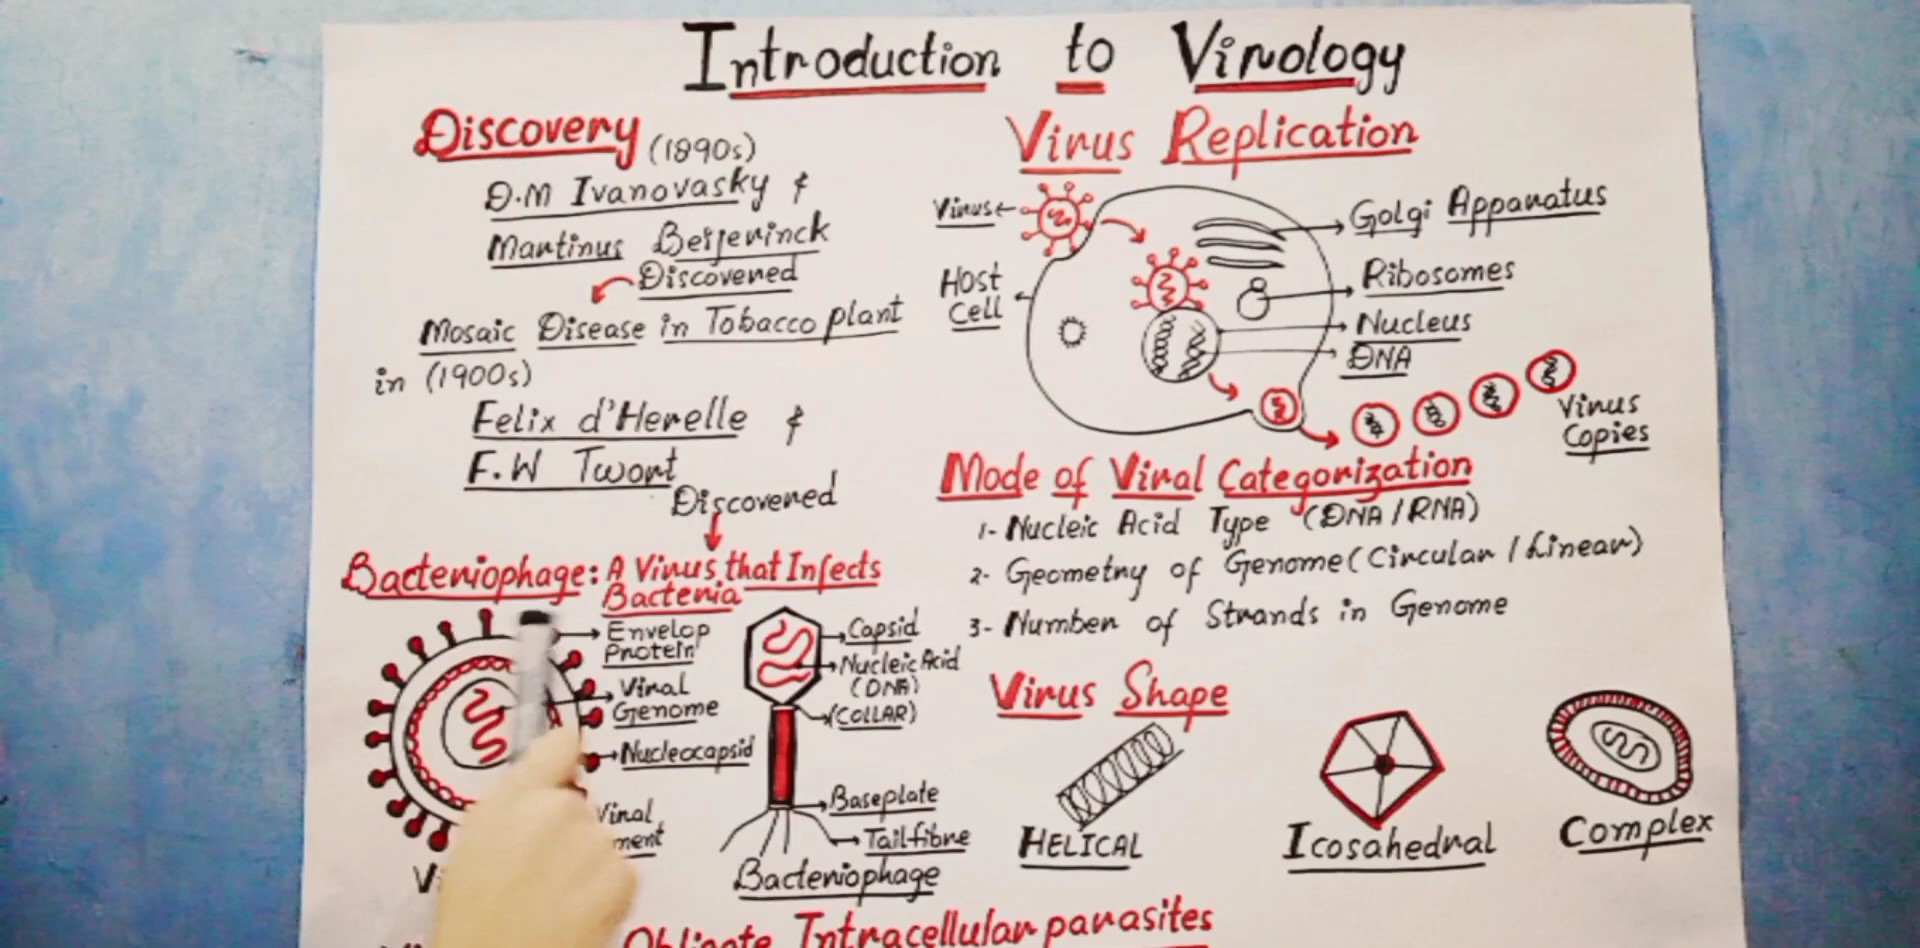 Introduction to Virology
Discovery (1890s)
D.M Ivanovasky &
Martinus Beijerinck
Discovered
Mosaic Disease in Tobacco plant
in (1900s)
Felix d'Herelle &
F.W Twort
Discovered
Bacteriophage: A Virus that Infects
Bacteria
Envelop
Protein
Viral
Genome
Nucleocapsid
Viral
Capsid
Nucleic Acid
(DNA)
(COLLAR)
Baseplate
Tailfibre
Bacteriophage
Virus Replication
Virus
Host
Cell
Golgi Apparatus
Ribosomes
Nucleus
DNA
Virus
Copies
Mode of Viral Categorization
1- Nucleic Acid Type (DNA/RNA)
2- Geometry of Genome (Circular / Linear)
3- Number of Strands in Genome
Virus Shape
HELICAL
Icosahedral
Complex
Obligate Intracellular parasites